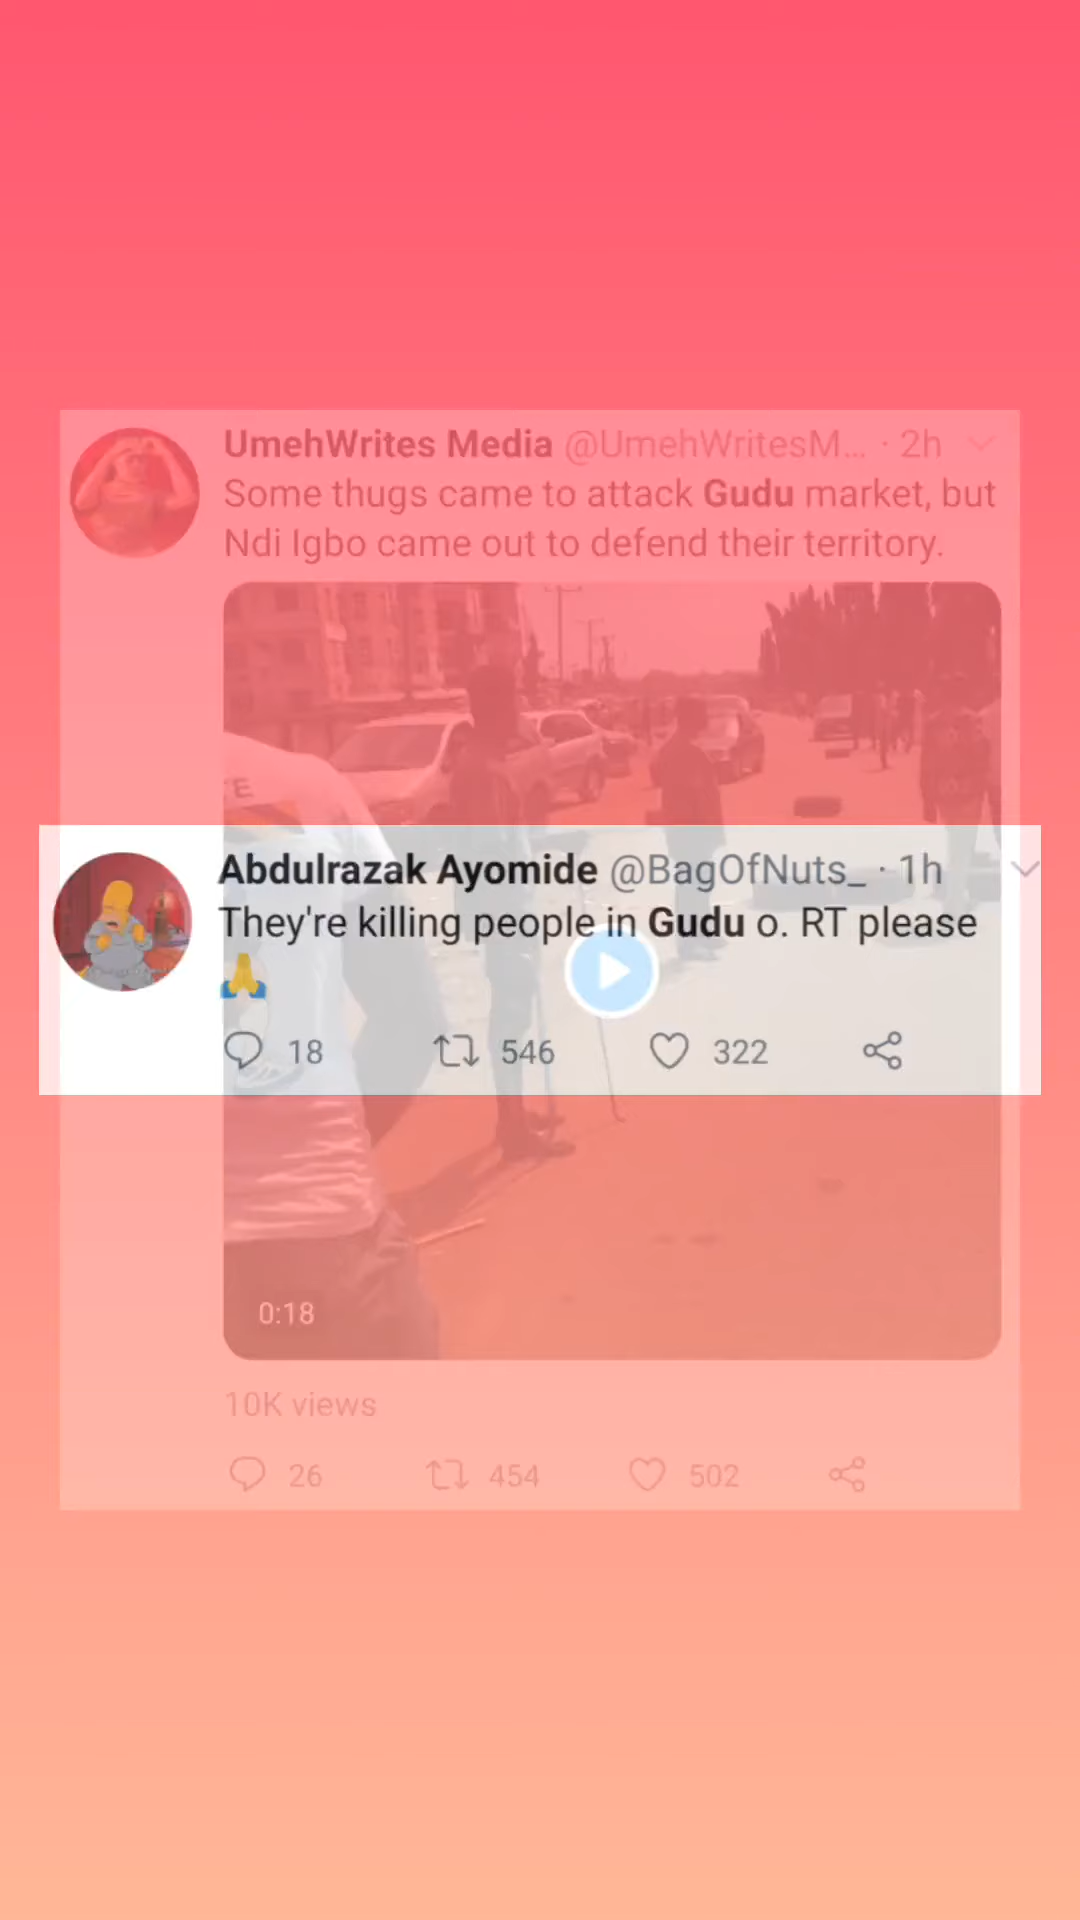 UmehWrites Media @UmehWritesM... · 2h
Some thugs came to attack Gudu market, but
Ndi Igbo came out to defend their territory.
E
Abdulrazak Ayomide @BagOfNuts_ · 1h
They're killing people in Gudu o. RT please
🙏
18 546 322
0:18
10K views
26 454 502